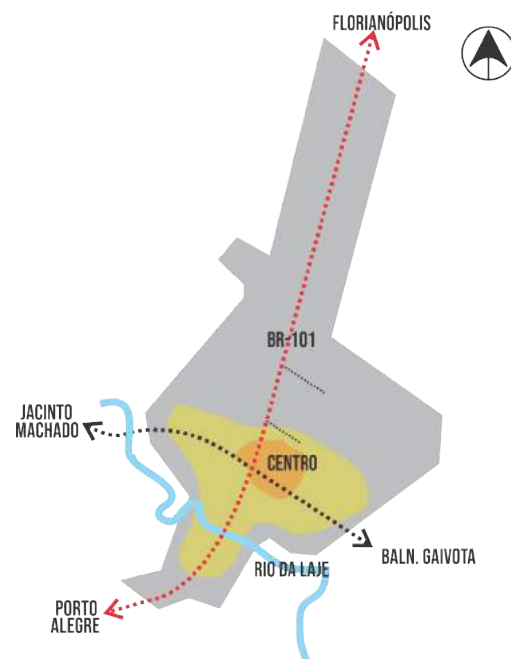 FLORIANÓPOLIS
BR-101
JACINTO
MACHADO
CENTRO
BALN. GAIVOTA
RIO DA LAJE
PORTO
ALEGRE